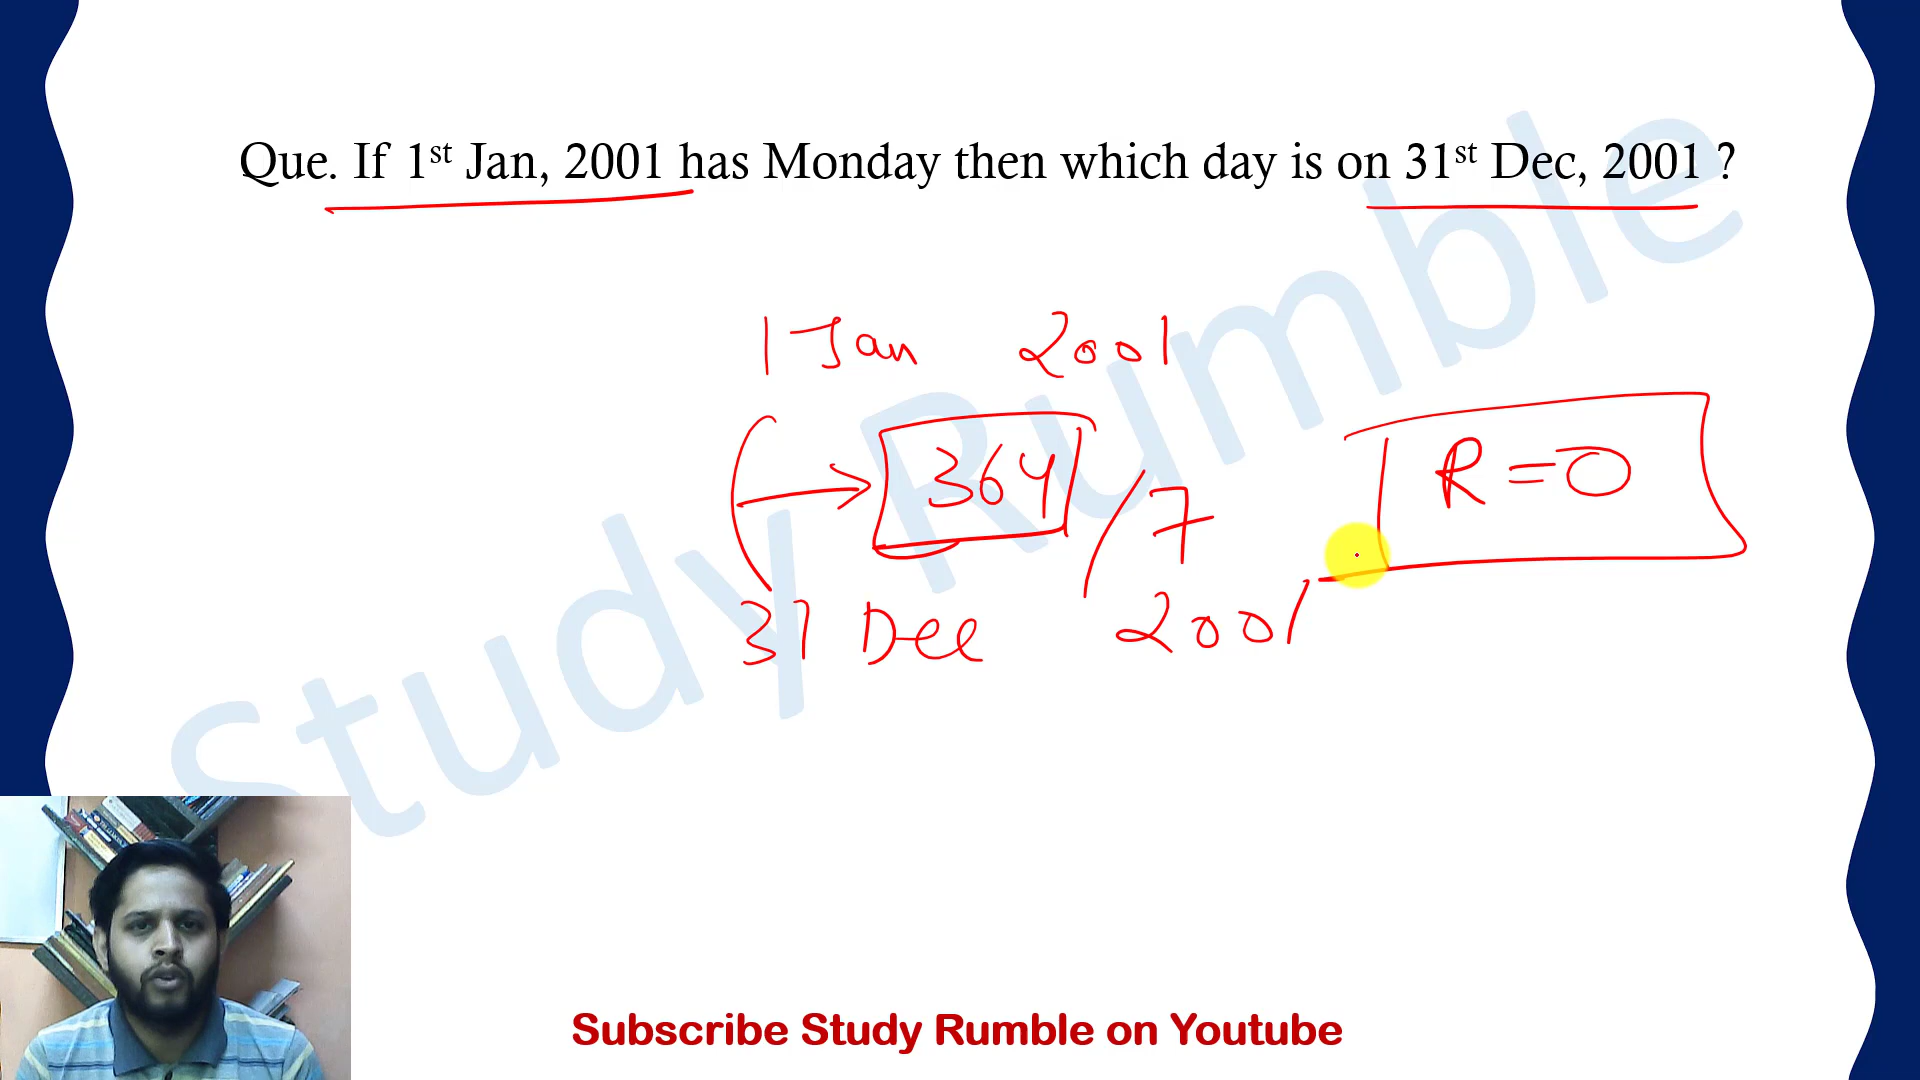 Que. If 1st Jan, 2001 has Monday then which day is on 31st Dec, 2001 ?
1 Jan 2001
364 / 7
R = 0
31 Dec 2001
Study Rumble
Subscribe Study Rumble on Youtube